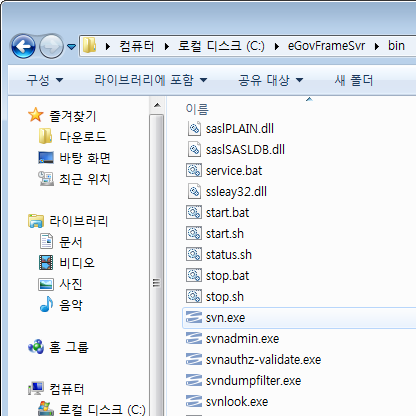 컴퓨터 ▸ 로컬 디스크 (C:) ▸ eGovFrameSvr ▸ bin
구성 라이브러리에 포함 공유 대상 새 폴더
즐겨찾기
다운로드
바탕 화면
최근 위치
라이브러리
문서
비디오
사진
음악
홈 그룹
컴퓨터
로컬 디스크 (C:)
이름
saslPLAIN.dll
saslSASLDB.dll
service.bat
ssleay32.dll
start.bat
start.sh
status.sh
stop.bat
stop.sh
svn.exe
svnadmin.exe
svnauthz-validate.exe
svndumpfilter.exe
svnlook.exe